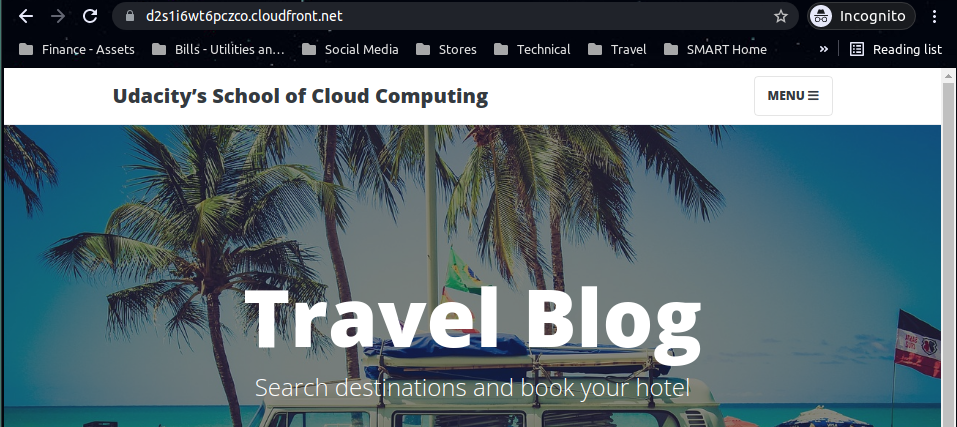 d2s1i6wt6pczco.cloudfront.net
Incognito
Finance - Assets Bills - Utilities an… Social Media Stores Technical Travel SMART Home » Reading list
Udacity’s School of Cloud Computing
MENU
Travel Blog
Search destinations and book your hotel